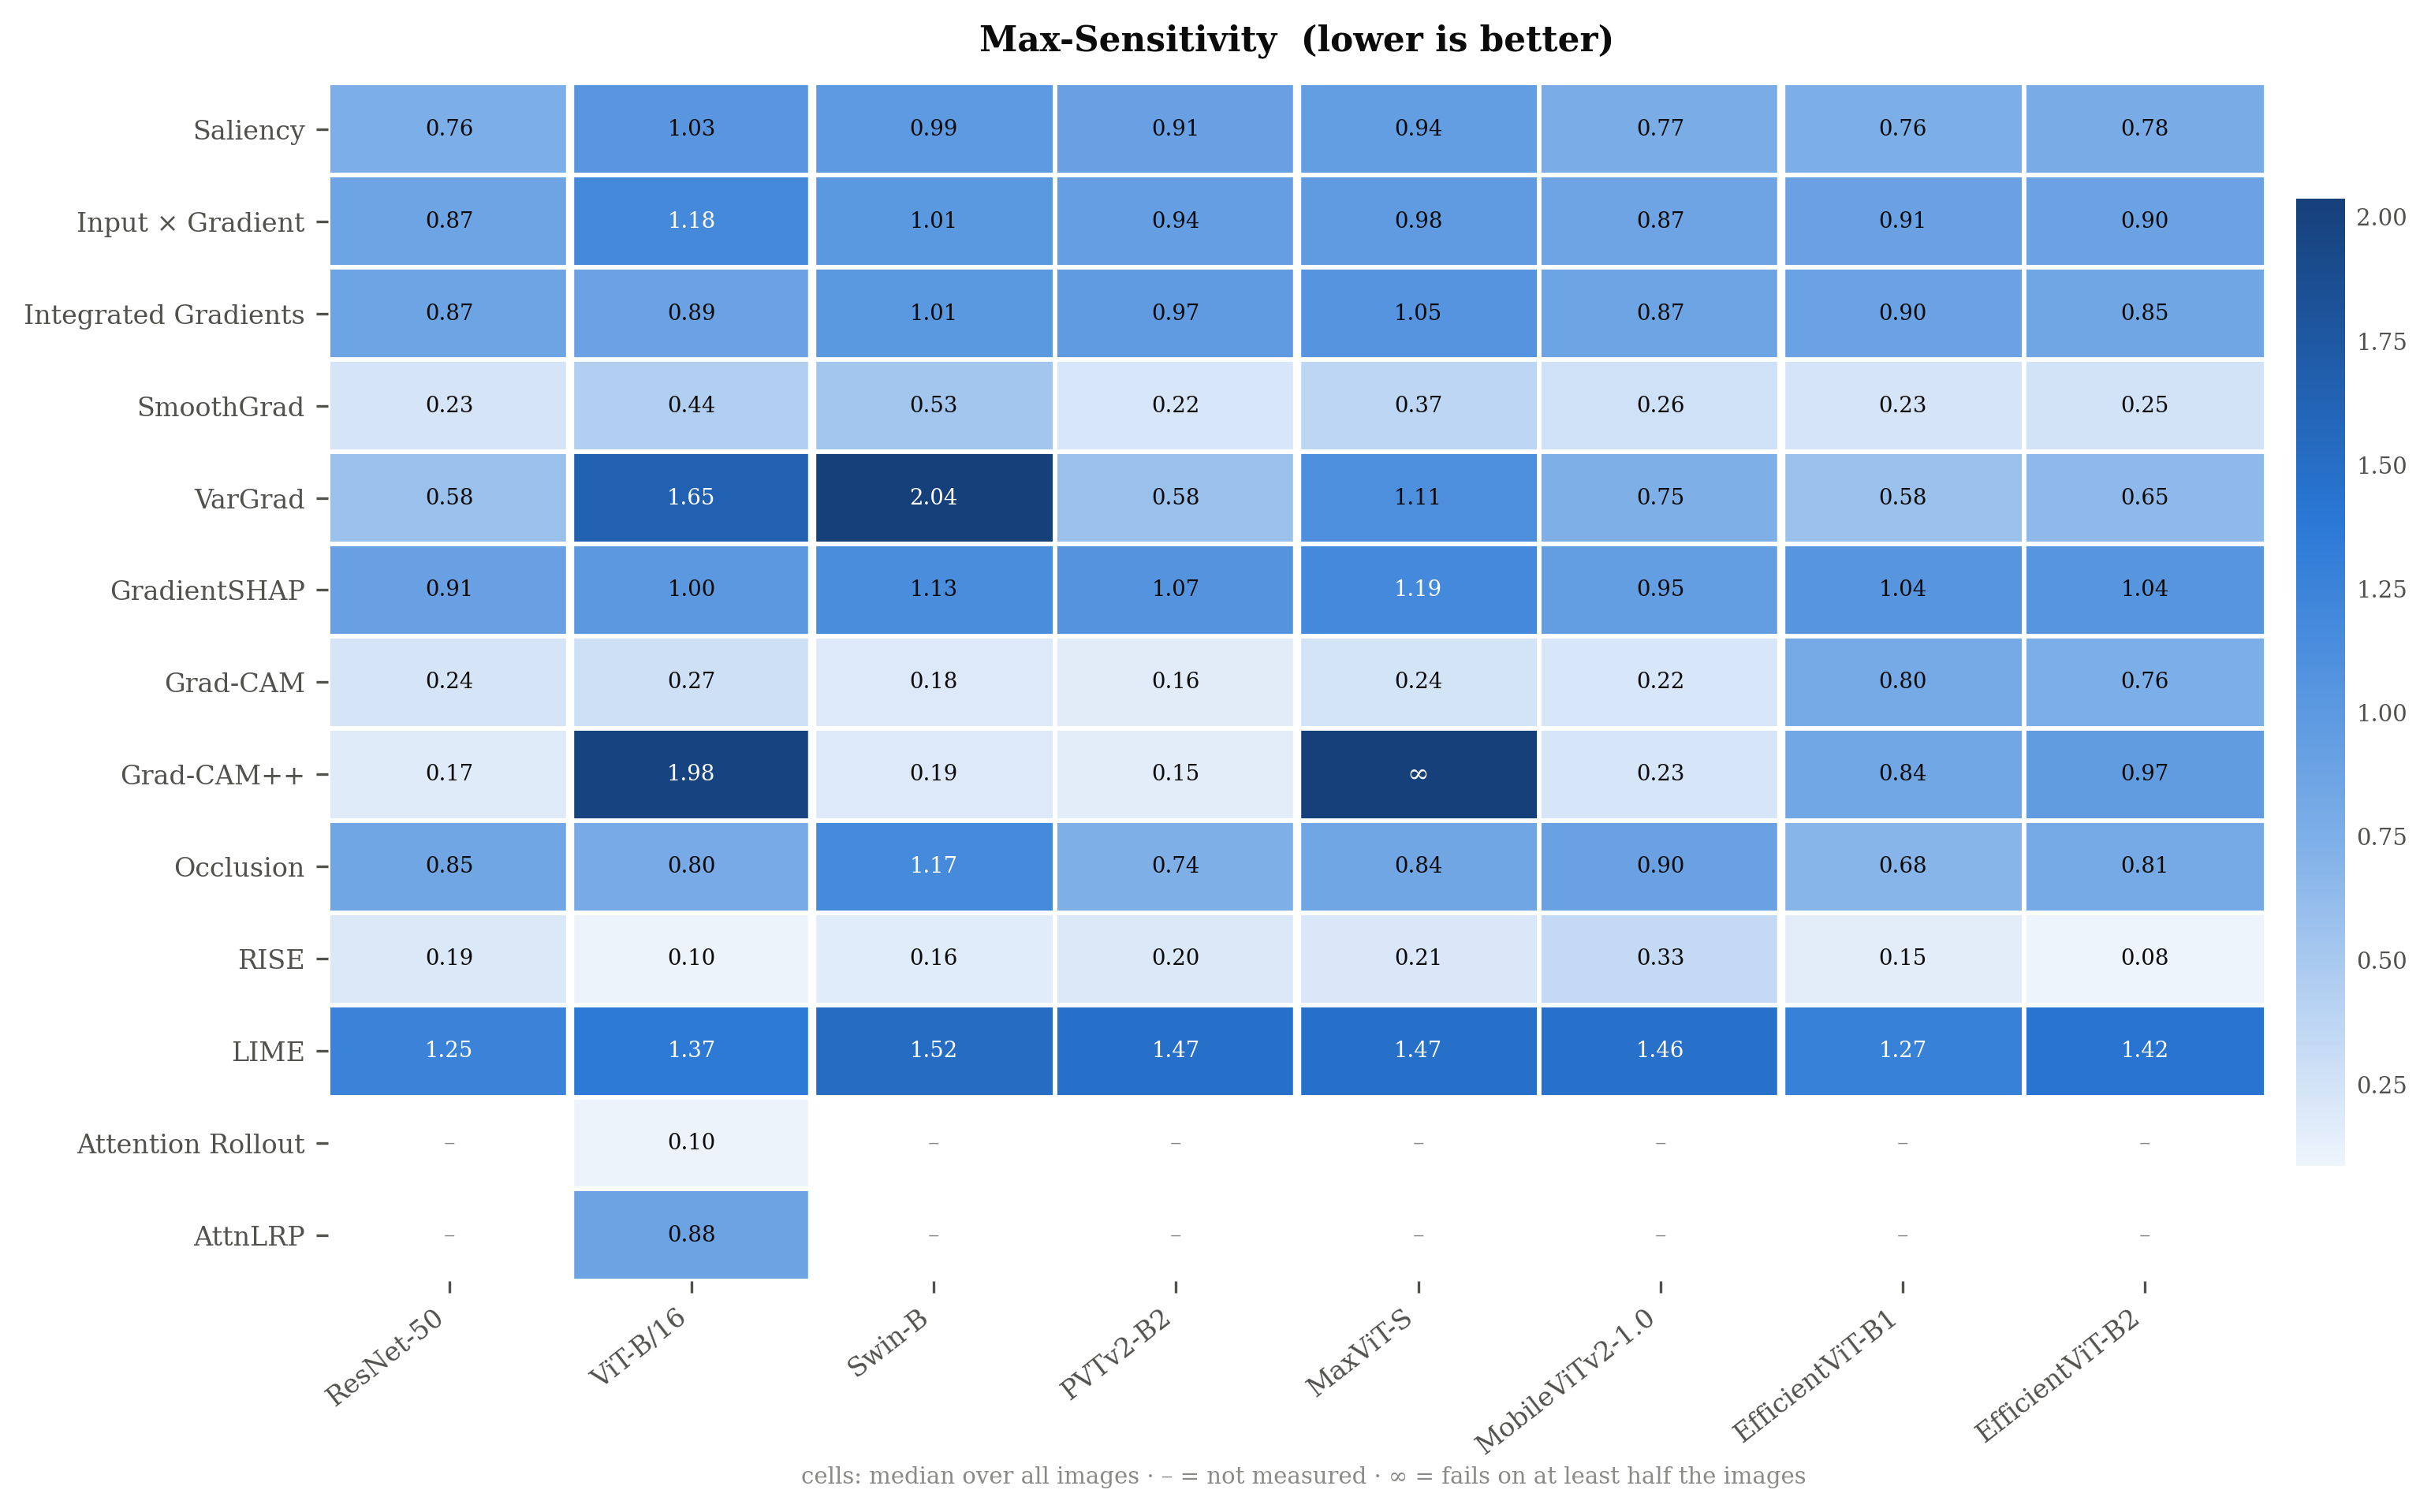 Max-Sensitivity (lower is better)
Saliency 0.76 1.03 0.99 0.91 0.94 0.77 0.76 0.78
Input × Gradient 0.87 1.18 1.01 0.94 0.98 0.87 0.91 0.90
Integrated Gradients 0.87 0.89 1.01 0.97 1.05 0.87 0.90 0.85
SmoothGrad 0.23 0.44 0.53 0.22 0.37 0.26 0.23 0.25
VarGrad 0.58 1.65 2.04 0.58 1.11 0.75 0.58 0.65
GradientSHAP 0.91 1.00 1.13 1.07 1.19 0.95 1.04 1.04
Grad-CAM 0.24 0.27 0.18 0.16 0.24 0.22 0.80 0.76
Grad-CAM++ 0.17 1.98 0.19 0.15 ∞ 0.23 0.84 0.97
Occlusion 0.85 0.80 1.17 0.74 0.84 0.90 0.68 0.81
RISE 0.19 0.10 0.16 0.20 0.21 0.33 0.15 0.08
LIME 1.25 1.37 1.52 1.47 1.47 1.46 1.27 1.42
Attention Rollout – 0.10 – – – – – –
AttnLRP – 0.88 – – – – – –
ResNet-50 ViT-B/16 Swin-B PVTv2-B2 MaxViT-S MobileViTv2-1.0 EfficientViT-B1 EfficientViT-B2
2.00
1.75
1.50
1.25
1.00
0.75
0.50
0.25
cells: median over all images · – = not measured · ∞ = fails on at least half the images